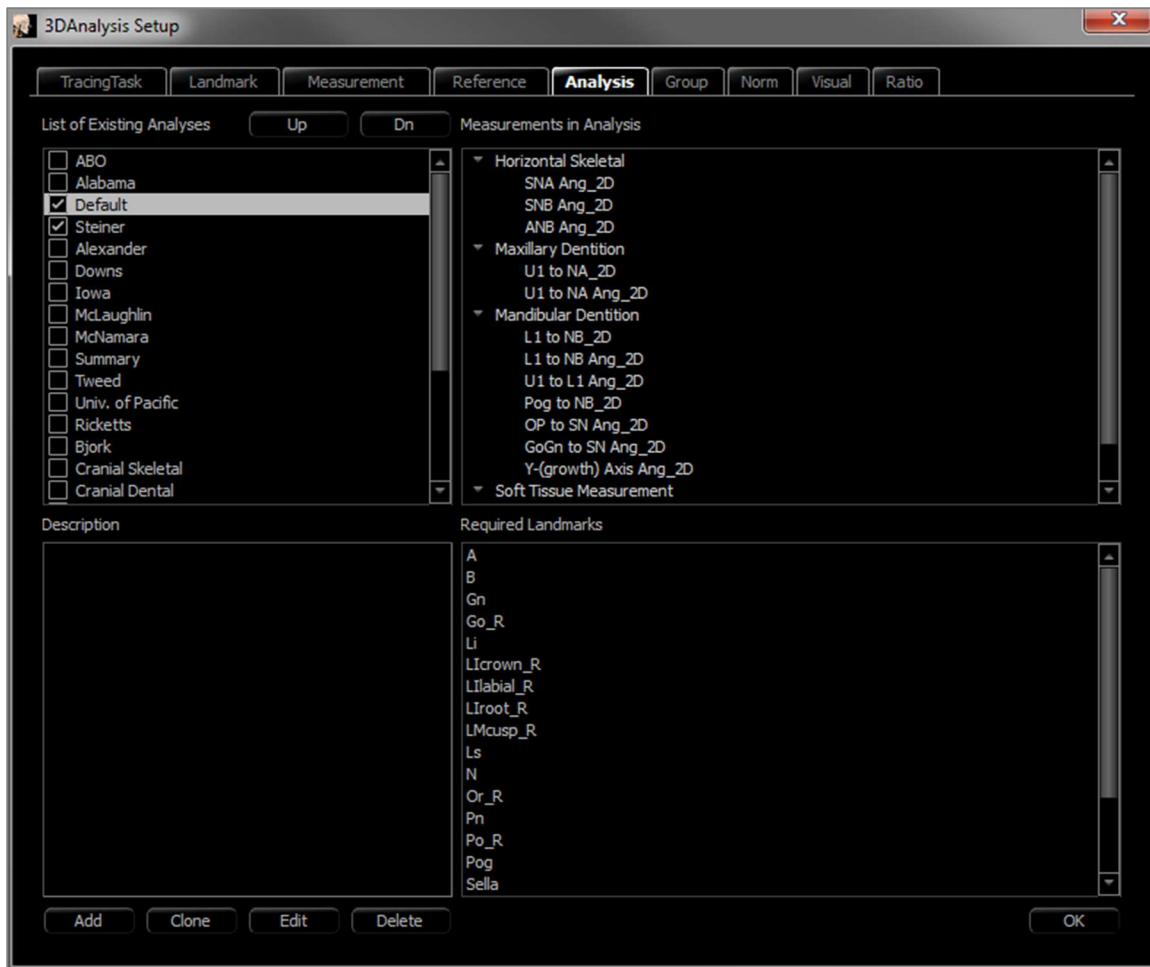 3DAnalysis Setup
TracingTask Landmark Measurement Reference Analysis Group Norm Visual Ratio
List of Existing Analyses Up Dn Measurements in Analysis
ABO
Alabama
Default
Steiner
Alexander
Downs
Iowa
McLaughlin
McNamara
Summary
Tweed
Univ. of Pacific
Ricketts
Bjork
Cranial Skeletal
Cranial Dental
Horizontal Skeletal
SNA Ang_2D
SNB Ang_2D
ANB Ang_2D
Maxillary Dentition
U1 to NA_2D
U1 to NA Ang_2D
Mandibular Dentition
L1 to NB_2D
L1 to NB Ang_2D
U1 to L1 Ang_2D
Pog to NB_2D
OP to SN Ang_2D
GoGn to SN Ang_2D
Y-(growth) Axis Ang_2D
Soft Tissue Measurement
Description
Required Landmarks
A
B
Gn
Go_R
Li
LIcrown_R
LIlabial_R
LIroot_R
LMcusp_R
Ls
N
Or_R
Pn
Po_R
Pog
Sella
Add Clone Edit Delete OK